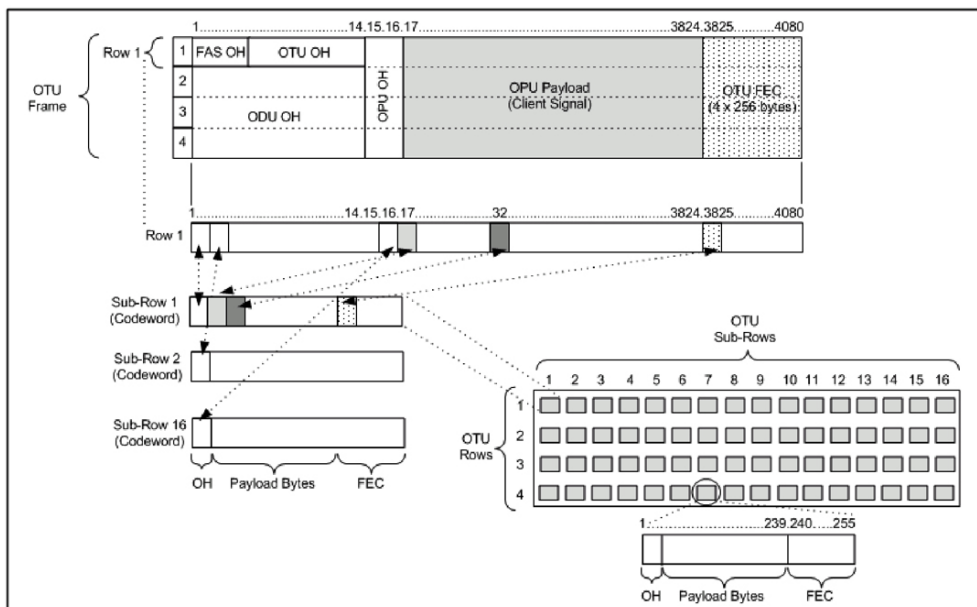 1................................14.15.16.17.......................................................3824.3825............4080
Row 1
1
FAS OH
OTU OH
OTU
Frame
2
3
4
ODU OH
OPU OH
OPU Payload
(Client Signal)
OTU FEC
(4 x 256 bytes)
1................................14.15.16.17....................32.................................3824.3825............4080
Row 1
Sub-Row 1
(Codeword)
Sub-Row 2
(Codeword)
Sub-Row 16
(Codeword)
OH
Payload Bytes
FEC
OTU
Sub-Rows
1 2 3 4 5 6 7 8 9 10 11 12 13 14 15 16
OTU
Rows
1
2
3
4
1..........................239.240......255
OH
Payload Bytes
FEC